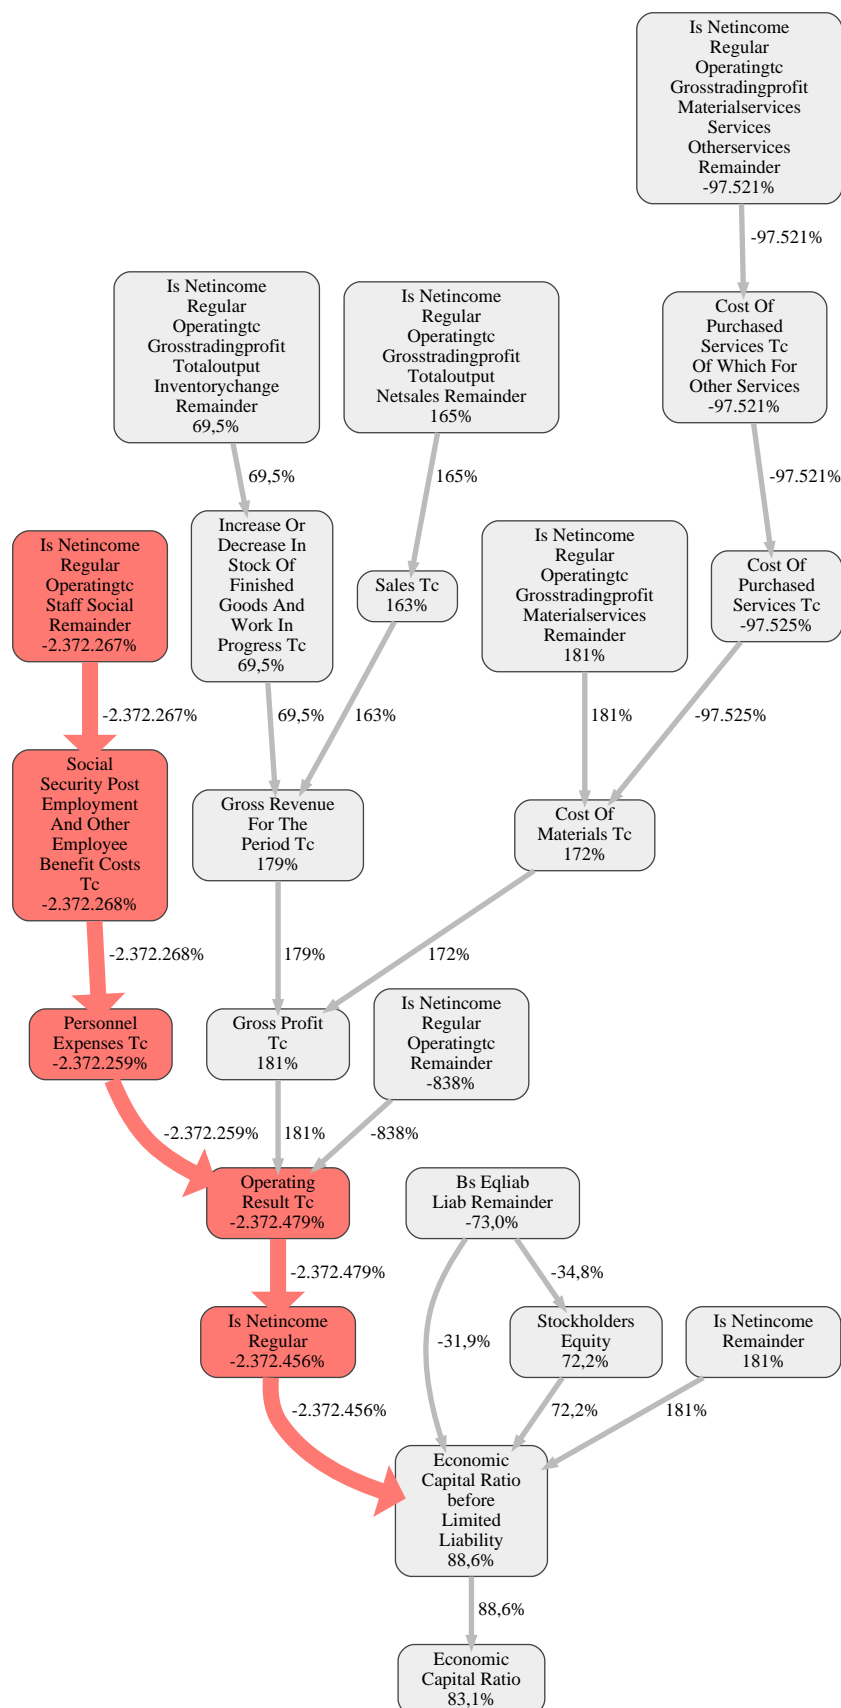 Is Netincome
Regular
Operatingtc
Grosstradingprofit
Materialservices
Services
Otherservices
Remainder
-97.521%
-97.521%
Is Netincome
Regular
Operatingtc
Grosstradingprofit
Totaloutput
Inventorychange
Remainder
69,5%
Is Netincome
Regular
Operatingtc
Grosstradingprofit
Totaloutput
Netsales Remainder
165%
Cost Of
Purchased
Services Tc
Of Which For
Other Services
-97.521%
69,5%
165%
-97.521%
Is Netincome
Regular
Operatingtc
Staff Social
Remainder
-2.372.267%
Increase Or
Decrease In
Stock Of
Finished
Goods And
Work In
Progress Tc
69,5%
Sales Tc
163%
Is Netincome
Regular
Operatingtc
Grosstradingprofit
Materialservices
Remainder
181%
Cost Of
Purchased
Services Tc
-97.525%
-2.372.267%
69,5%
163%
181%
-97.525%
Social
Security Post
Employment
And Other
Employee
Benefit Costs
Tc
-2.372.268%
Gross Revenue
For The
Period Tc
179%
Cost Of
Materials Tc
172%
-2.372.268%
179%
172%
Personnel
Expenses Tc
-2.372.259%
Gross Profit
Tc
181%
Is Netincome
Regular
Operatingtc
Remainder
-838%
-2.372.259%
181%
-838%
Operating
Result Tc
-2.372.479%
Bs Eqliab
Liab Remainder
-73,0%
-2.372.479%
-34,8%
Is Netincome
Regular
-2.372.456%
-31,9%
Stockholders
Equity
72,2%
Is Netincome
Remainder
181%
-2.372.456%
72,2%
181%
Economic
Capital Ratio
before
Limited
Liability
88,6%
88,6%
Economic
Capital Ratio
83,1%